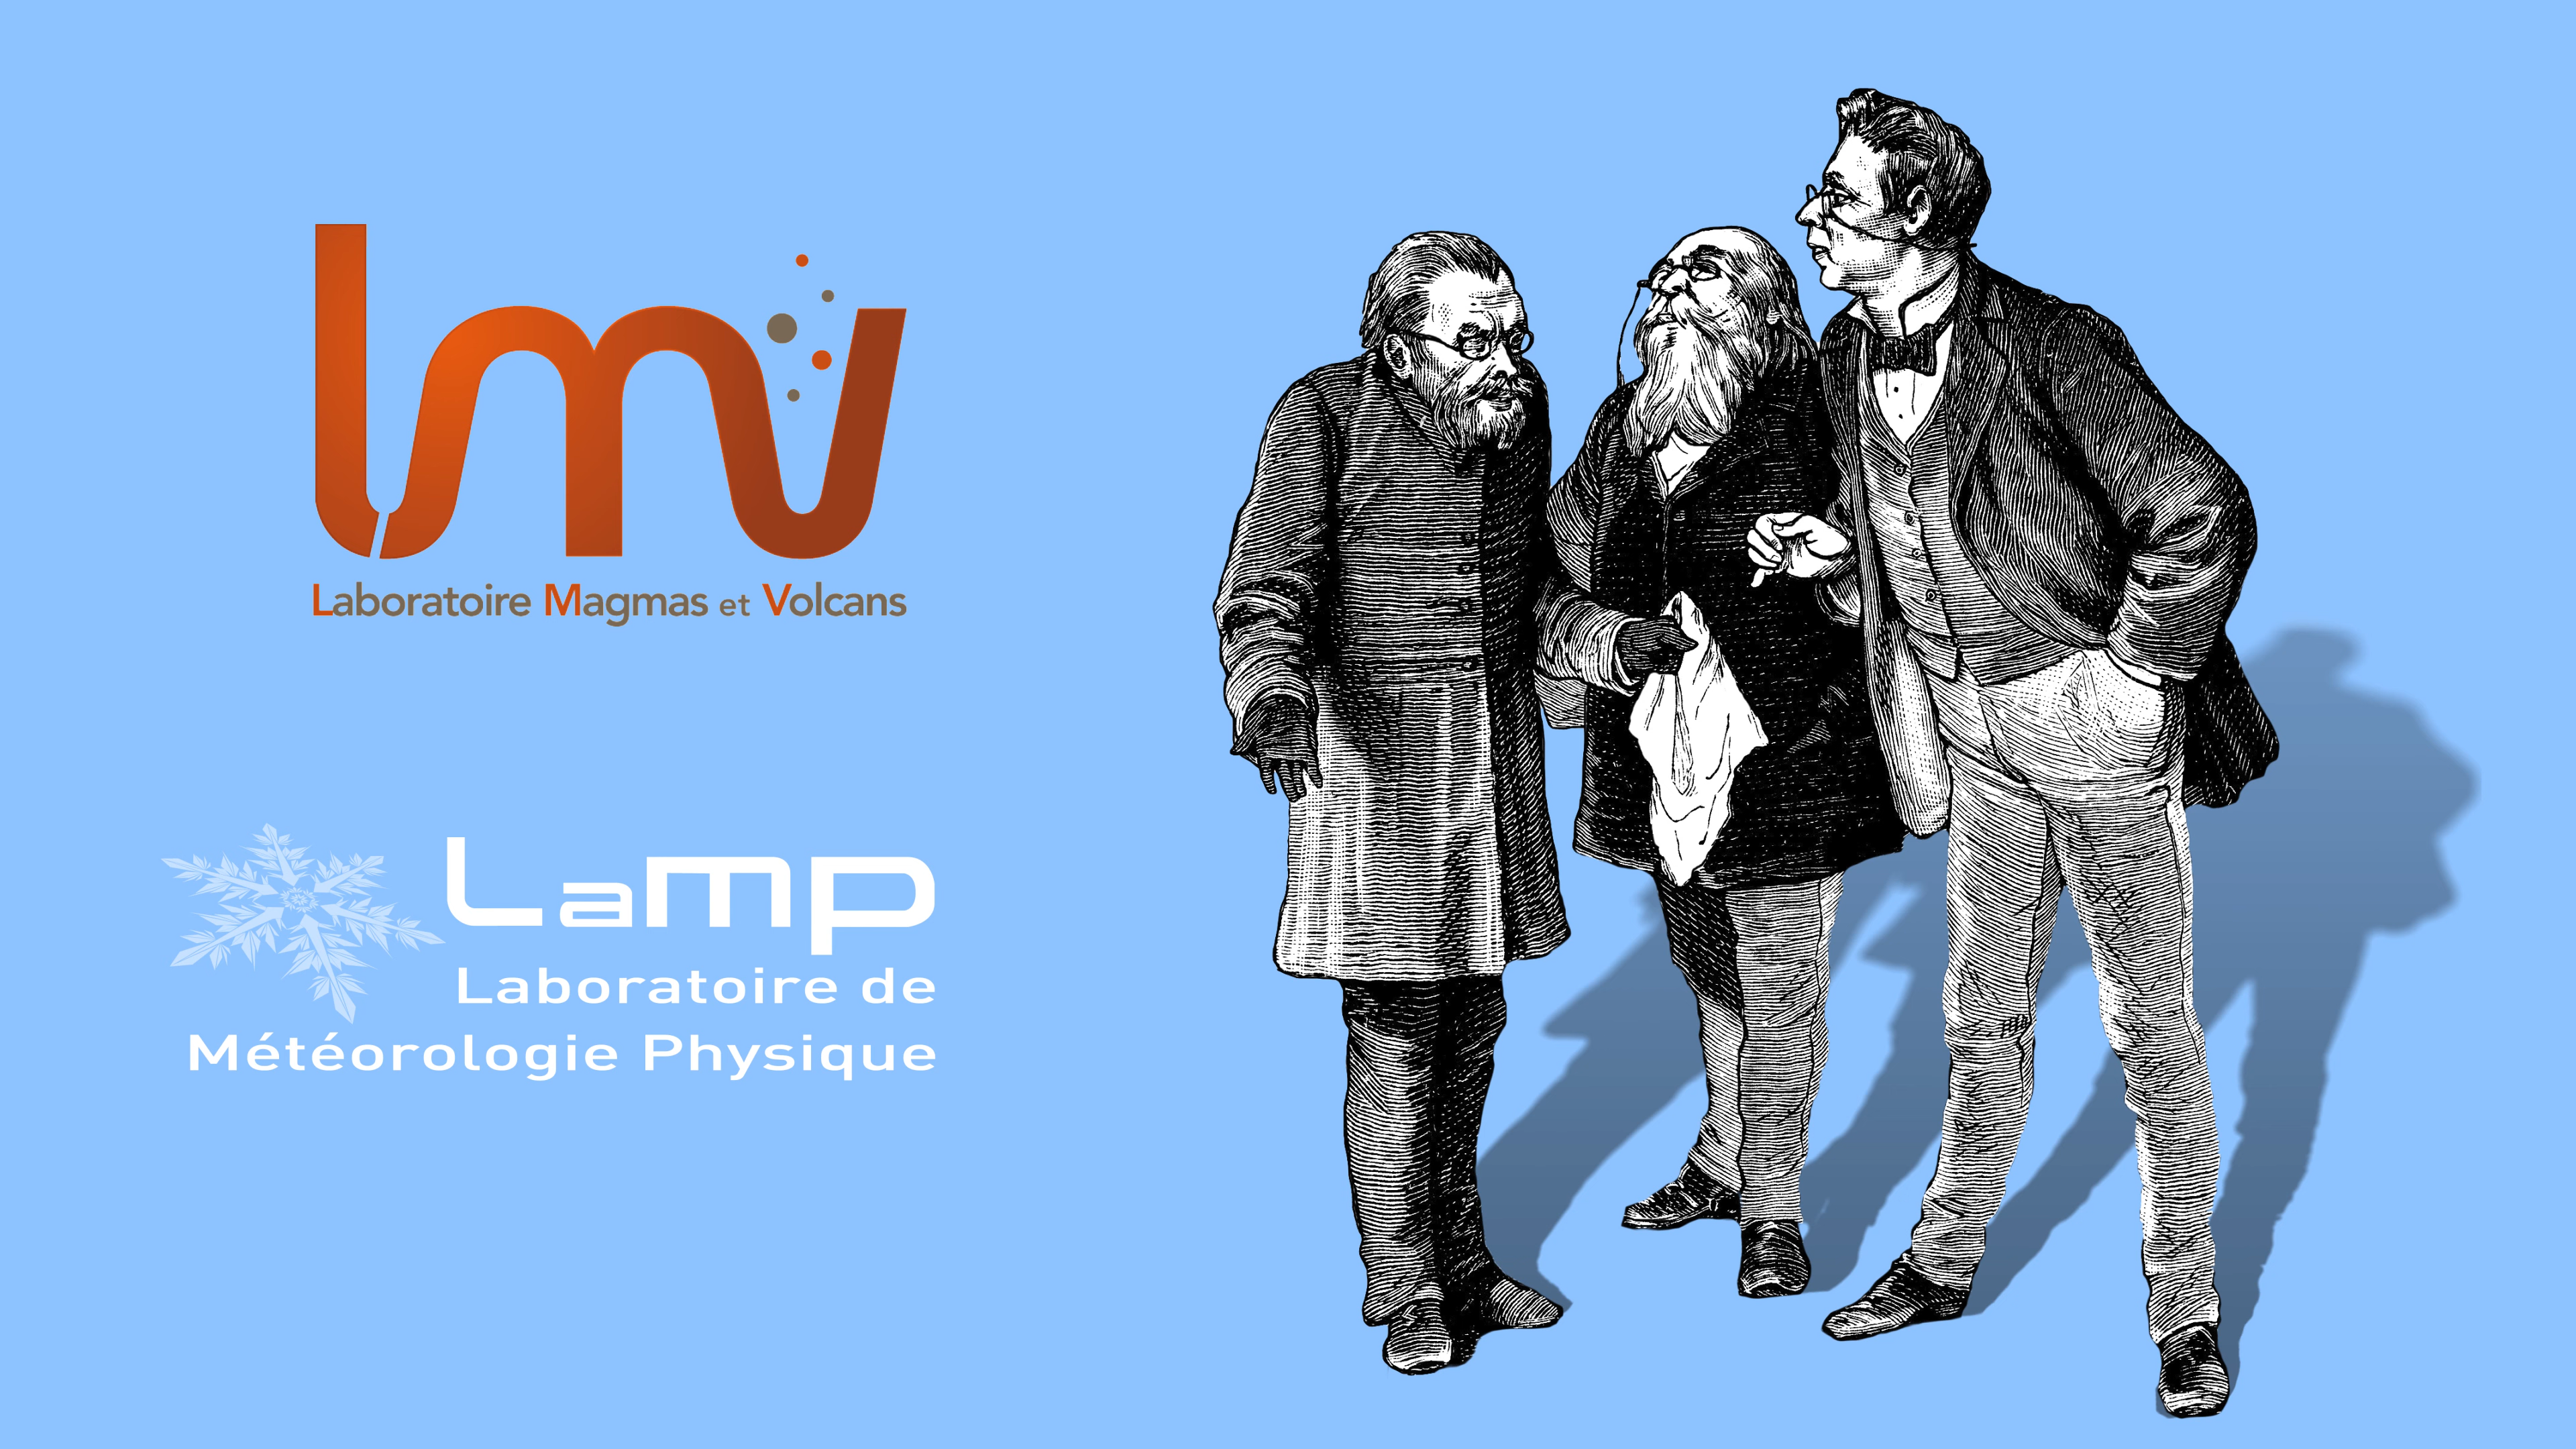 lmv
Laboratoire Magmas et Volcans
LaMP
Laboratoire de
Météorologie Physique